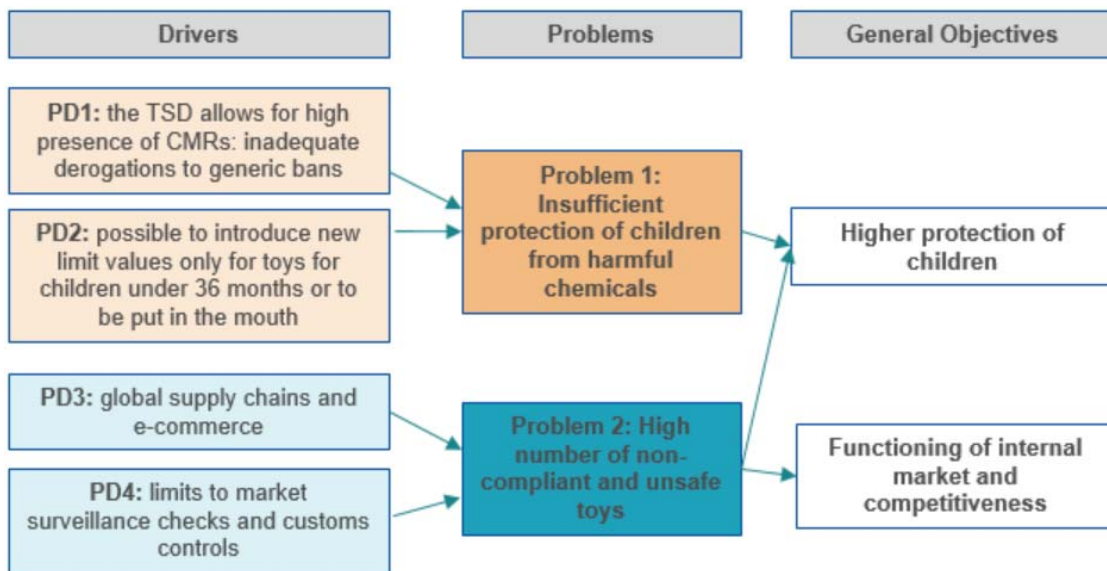 Drivers
Problems
General Objectives
PD1: the TSD allows for high
presence of CMRs: inadequate
derogations to generic bans
PD2: possible to introduce new
limit values only for toys for
children under 36 months or to
be put in the mouth
PD3: global supply chains and
e-commerce
PD4: limits to market
surveillance checks and customs
controls
Problem 1:
Insufficient
protection of children
from harmful
chemicals
Problem 2: High
number of non-
compliant and unsafe
toys
Higher protection of
children
Functioning of internal
market and
competitiveness